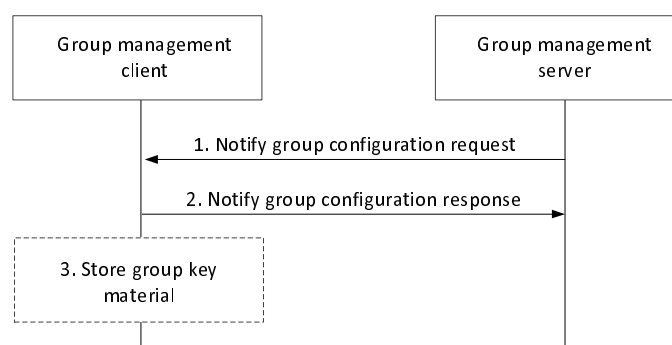 Group management
client
Group management
server
1. Notify group configuration request
2. Notify group configuration response
3. Store group key
material